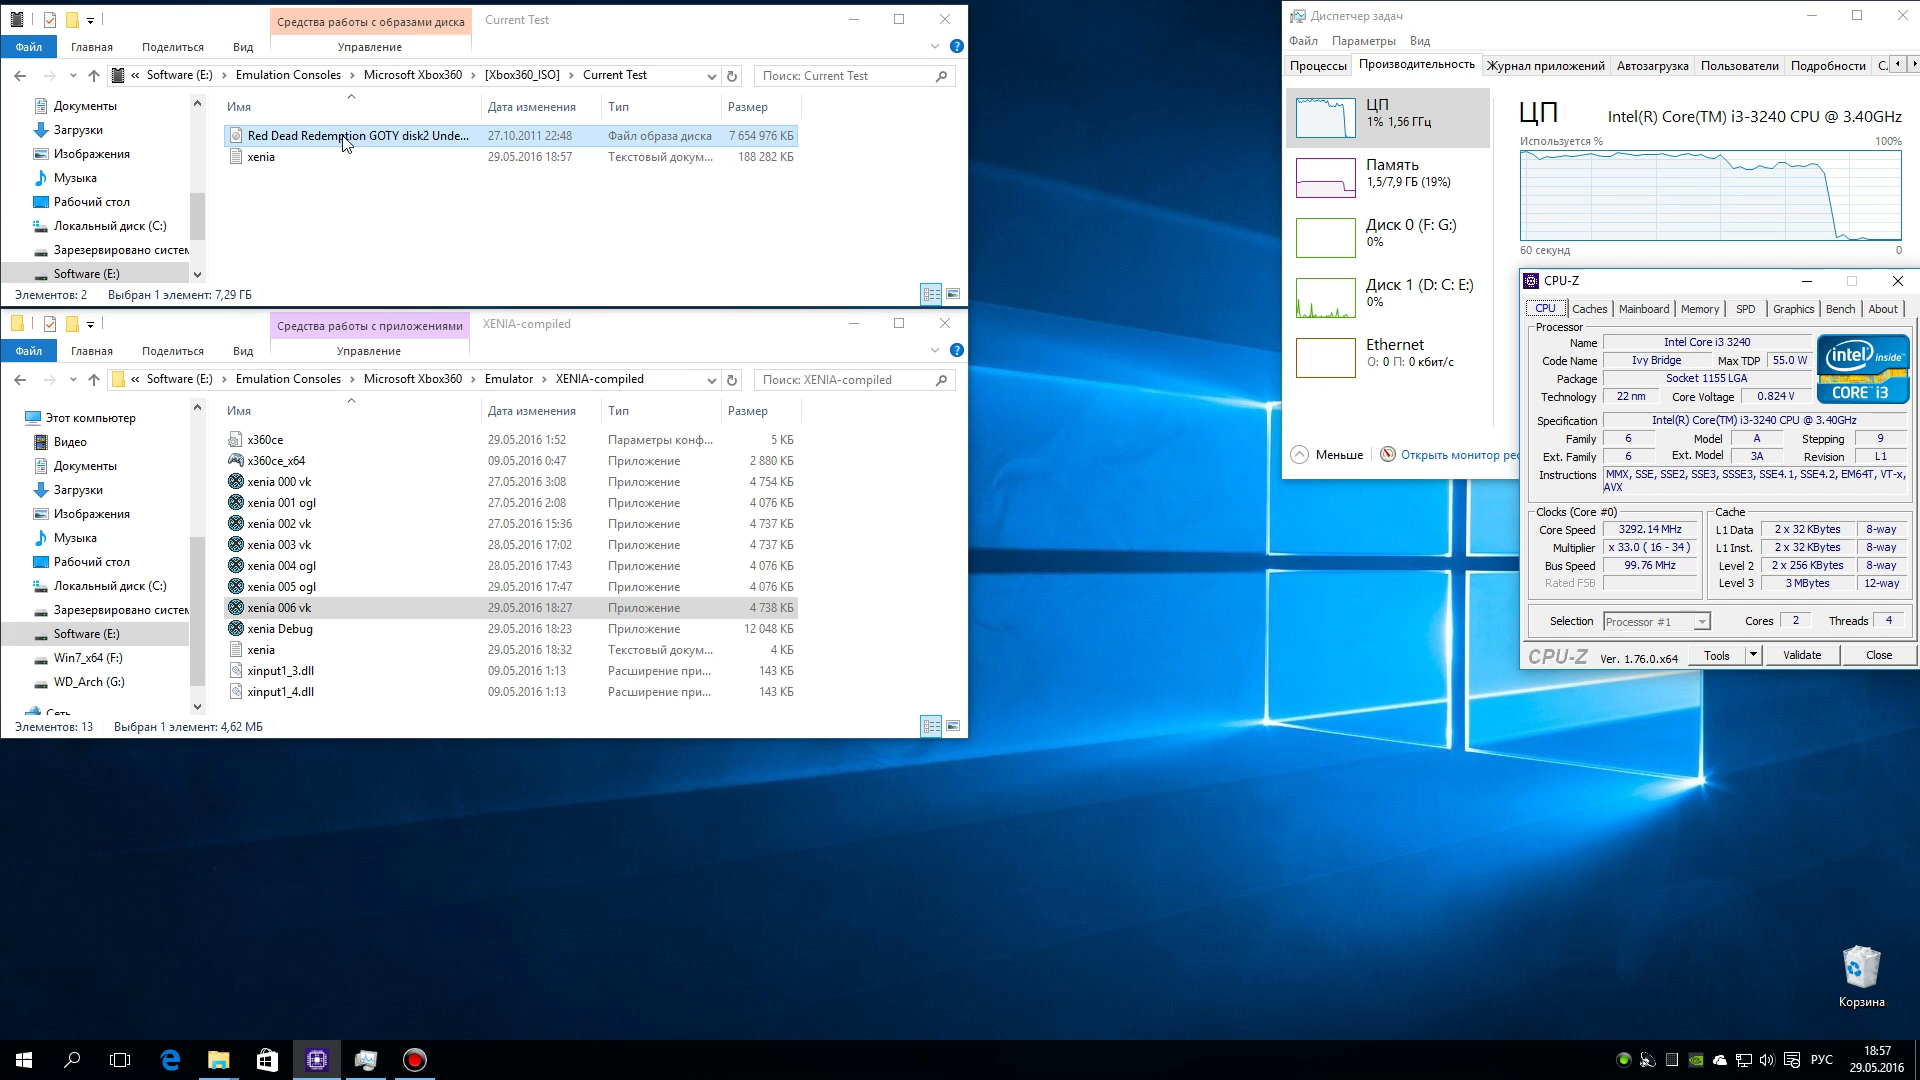 Средства работы с образами диска
Current Test
Файл
Главная
Поделиться
Вид
Управление
« Software (E:) › Emulation Consoles › Microsoft Xbox360 › [Xbox360_ISO] › Current Test
Поиск: Current Test
Имя
Дата изменения
Тип
Размер
Документы
Загрузки
Изображения
Музыка
Рабочий стол
Локальный диск (C:)
Зарезервировано систем
Software (E:)
Red Dead Redemption GOTY disk2 Unde... 27.10.2011 22:48 Файл образа диска 7 654 976 КБ
xenia 29.05.2016 18:57 Текстовый докум... 188 282 КБ
Элементов: 2 Выбран 1 элемент: 7,29 ГБ
Средства работы с приложениями
XENIA-compiled
Файл
Главная
Поделиться
Вид
Управление
« Software (E:) › Emulation Consoles › Microsoft Xbox360 › Emulator › XENIA-compiled
Поиск: XENIA-compiled
Имя
Дата изменения
Тип
Размер
Этот компьютер
Видео
Документы
Загрузки
Изображения
Музыка
Рабочий стол
Локальный диск (C:)
Зарезервировано систем
Software (E:)
Win7_x64 (F:)
WD_Arch (G:)
Сеть
x360ce 29.05.2016 1:52 Параметры конф... 5 КБ
x360ce_x64 09.05.2016 0:47 Приложение 2 880 КБ
xenia 000 vk 27.05.2016 3:08 Приложение 4 754 КБ
xenia 001 ogl 27.05.2016 2:08 Приложение 4 076 КБ
xenia 002 vk 27.05.2016 15:36 Приложение 4 737 КБ
xenia 003 vk 28.05.2016 17:02 Приложение 4 737 КБ
xenia 004 ogl 28.05.2016 17:43 Приложение 4 076 КБ
xenia 005 ogl 29.05.2016 17:47 Приложение 4 076 КБ
xenia 006 vk 29.05.2016 18:27 Приложение 4 738 КБ
xenia Debug 29.05.2016 18:23 Приложение 12 048 КБ
xenia 29.05.2016 18:32 Текстовый докум... 4 КБ
xinput1_3.dll 09.05.2016 1:13 Расширение при... 143 КБ
xinput1_4.dll 09.05.2016 1:13 Расширение при... 143 КБ
Элементов: 13 Выбран 1 элемент: 4,62 МБ
Диспетчер задач
Файл Параметры Вид
Процессы Производительность Журнал приложений Автозагрузка Пользователи Подробности С.
ЦП
1% 1,56 ГГц
Память
1,5/7,9 ГБ (19%)
Диск 0 (F: G:)
0%
Диск 1 (D: C: E:)
0%
Ethernet
О: 0 П: 0 кбит/с
ЦП
Intel(R) Core(TM) i3-3240 CPU @ 3.40GHz
Используется %
100%
60 секунд
0
Меньше
Открыть монитор рес
CPU-Z
CPU Caches Mainboard Memory SPD Graphics Bench About
Processor
Name Intel Core i3 3240
Code Name Ivy Bridge Max TDP 55.0 W
Package Socket 1155 LGA
Technology 22 nm Core Voltage 0.824 V
intel inside
CORE i3
Specification Intel(R) Core(TM) i3-3240 CPU @ 3.40GHz
Family 6 Model A Stepping 9
Ext. Family 6 Ext. Model 3A Revision L1
Instructions MMX, SSE, SSE2, SSE3, SSSE3, SSE4.1, SSE4.2, EM64T, VT-x,
AVX
Clocks (Core #0)
Core Speed 3292.14 MHz
Multiplier x 33.0 ( 16 - 34 )
Bus Speed 99.76 MHz
Rated FSB
Cache
L1 Data 2 x 32 KBytes 8-way
L1 Inst. 2 x 32 KBytes 8-way
Level 2 2 x 256 KBytes 8-way
Level 3 3 MBytes 12-way
Selection Processor #1 Cores 2 Threads 4
CPU-Z Ver. 1.76.0.x64 Tools Validate Close
Корзина
РУС
18:57
29.05.2016